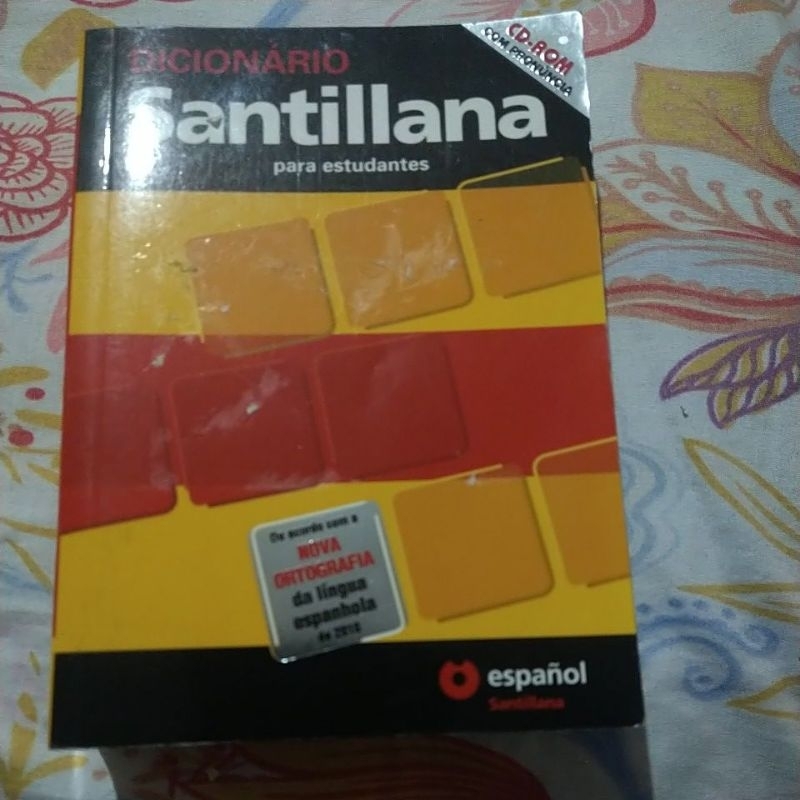 DICIONÁRIO
Santillana
para estudantes
CD-ROM
COM PRONÚNCIA
De acordo com a
NOVA
ORTOGRAFIA
da língua
espanhola
de 2010
español
Santillana